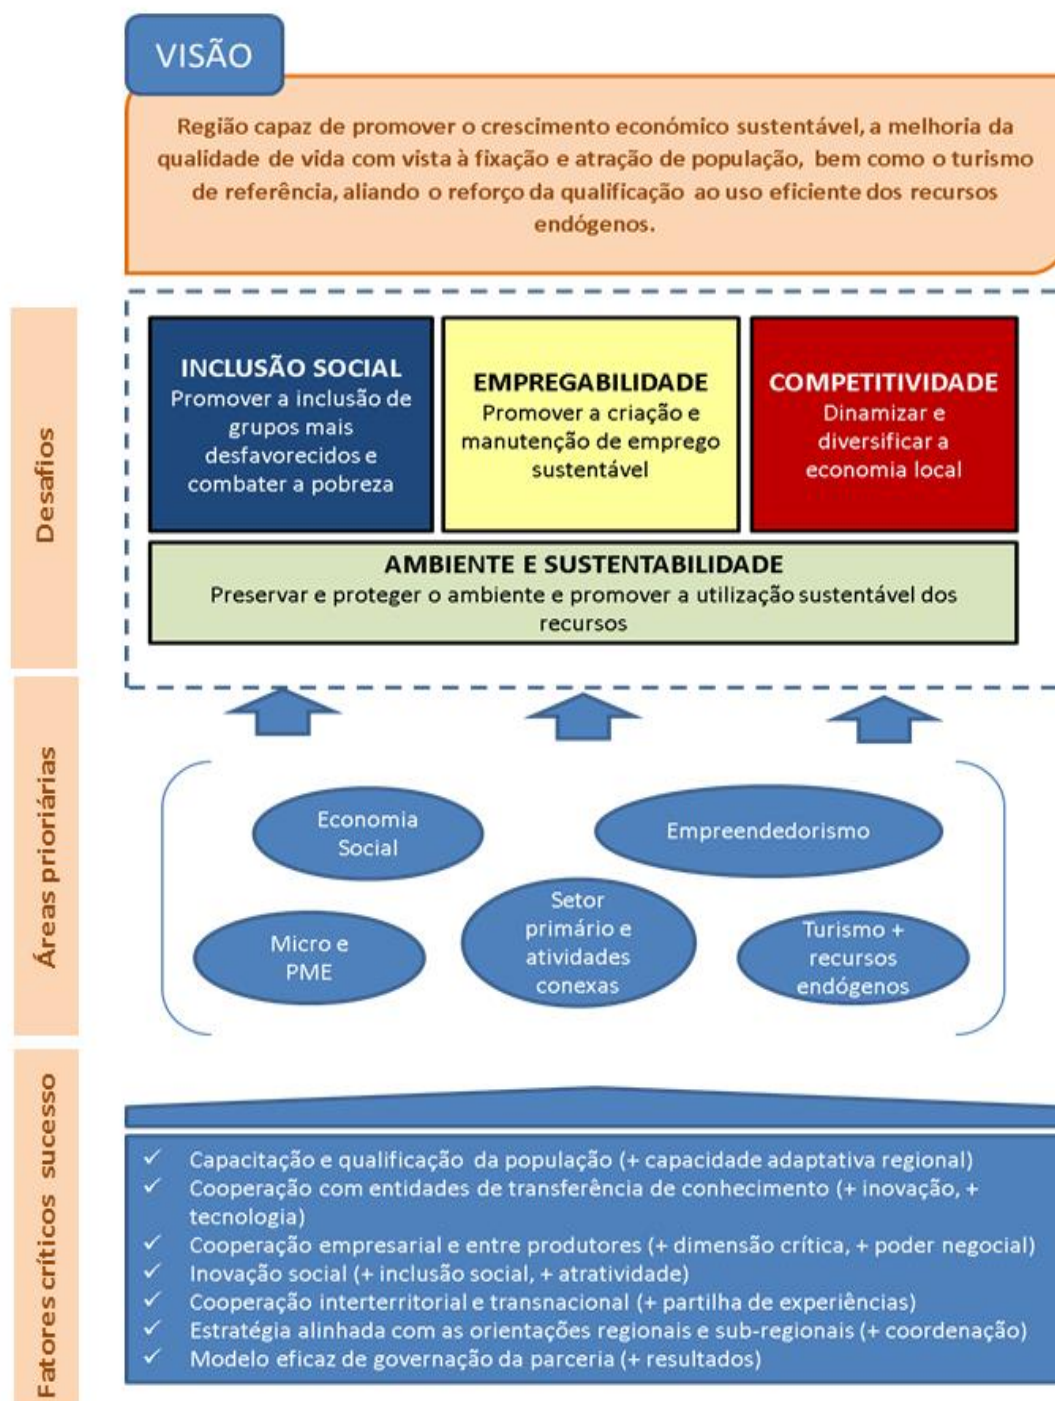 VISÃO
Região capaz de promover o crescimento económico sustentável, a melhoria da
qualidade de vida com vista à fixação e atração de população, bem como o turismo
de referência, aliando o reforço da qualificação ao uso eficiente dos recursos
endógenos.
Desafios
INCLUSÃO SOCIAL
Promover a inclusão de
grupos mais
desfavorecidos e
combater a pobreza
EMPREGABILIDADE
Promover a criação e
manutenção de emprego
sustentável
COMPETITIVIDADE
Dinamizar e
diversificar a
economia local
AMBIENTE E SUSTENTABILIDADE
Preservar e proteger o ambiente e promover a utilização sustentável dos
recursos
Áreas prioriárias
Economia
Social
Empreendedorismo
Micro e
PME
Setor
primário e
atividades
conexas
Turismo +
recursos
endógenos
Fatores críticos sucesso
✓ Capacitação e qualificação da população (+ capacidade adaptativa regional)
✓ Cooperação com entidades de transferência de conhecimento (+ inovação, +
tecnologia)
✓ Cooperação empresarial e entre produtores (+ dimensão crítica, + poder negocial)
✓ Inovação social (+ inclusão social, + atratividade)
✓ Cooperação interterritorial e transnacional (+ partilha de experiências)
✓ Estratégia alinhada com as orientações regionais e sub-regionais (+ coordenação)
✓ Modelo eficaz de governação da parceria (+ resultados)